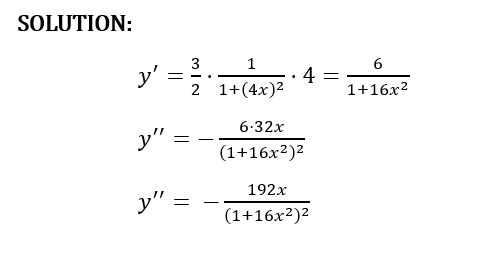 SOLUTION:
y′ = 3/2 · 1/1+(4x)² · 4 = 6/1+16x²
y′′ = − 6·32x/(1+16x²)²
y′′ = − 192x/(1+16x²)²